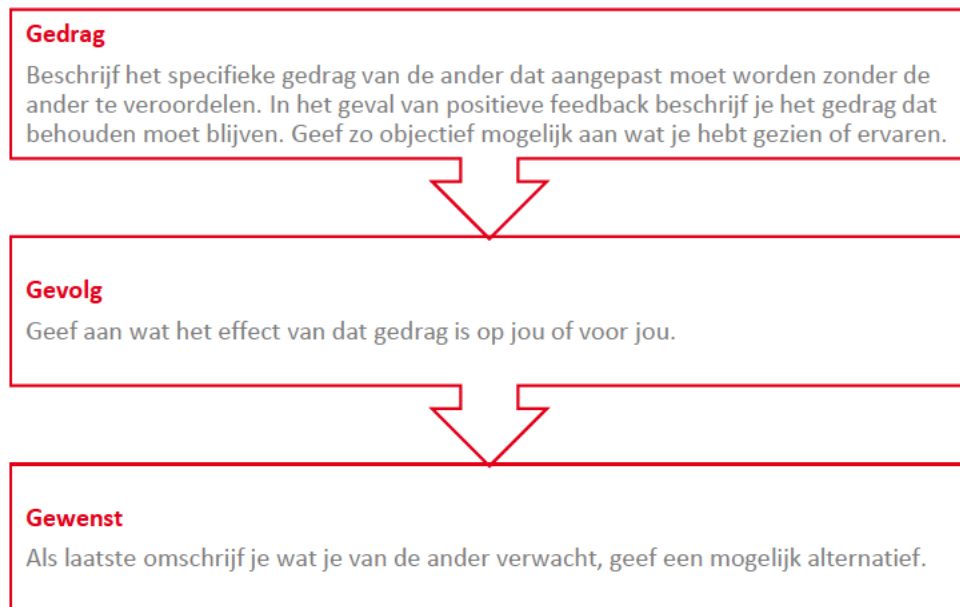 Gedrag
Beschrijf het specifieke gedrag van de ander dat aangepast moet worden zonder de
ander te veroordelen. In het geval van positieve feedback beschrijf je het gedrag dat
behouden moet blijven. Geef zo objectief mogelijk aan wat je hebt gezien of ervaren.
Gevolg
Geef aan wat het effect van dat gedrag is op jou of voor jou.
Gewenst
Als laatste omschrijf je wat je van de ander verwacht, geef een mogelijk alternatief.